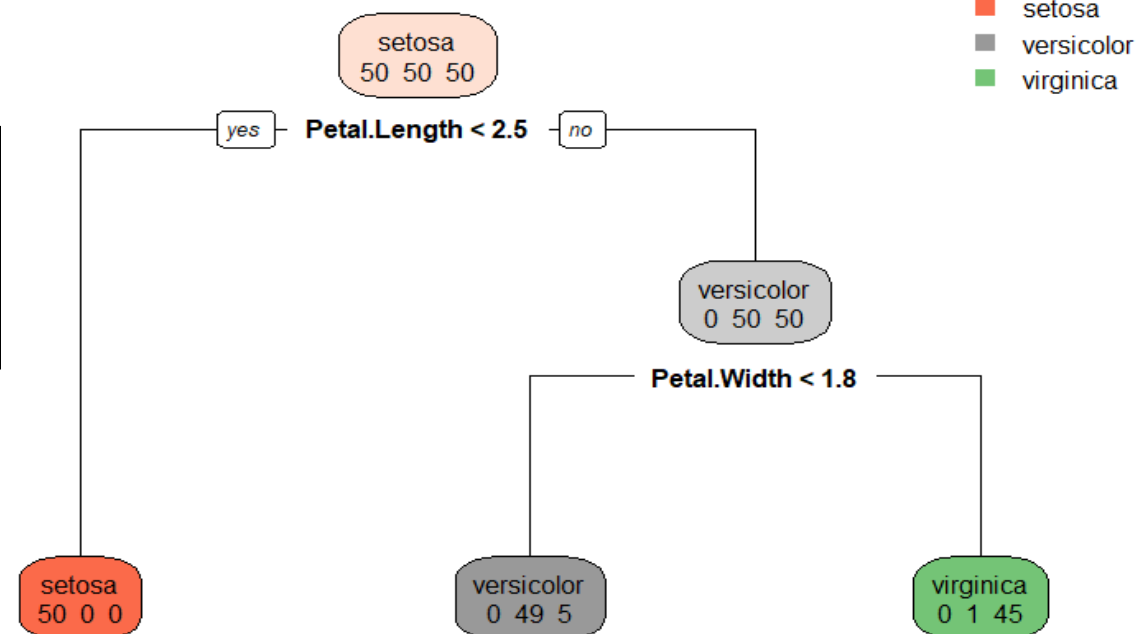 setosa
versicolor
virginica
setosa
50 50 50
yes
Petal.Length < 2.5
no
versicolor
0 50 50
Petal.Width < 1.8
setosa
50 0 0
versicolor
0 49 5
virginica
0 1 45